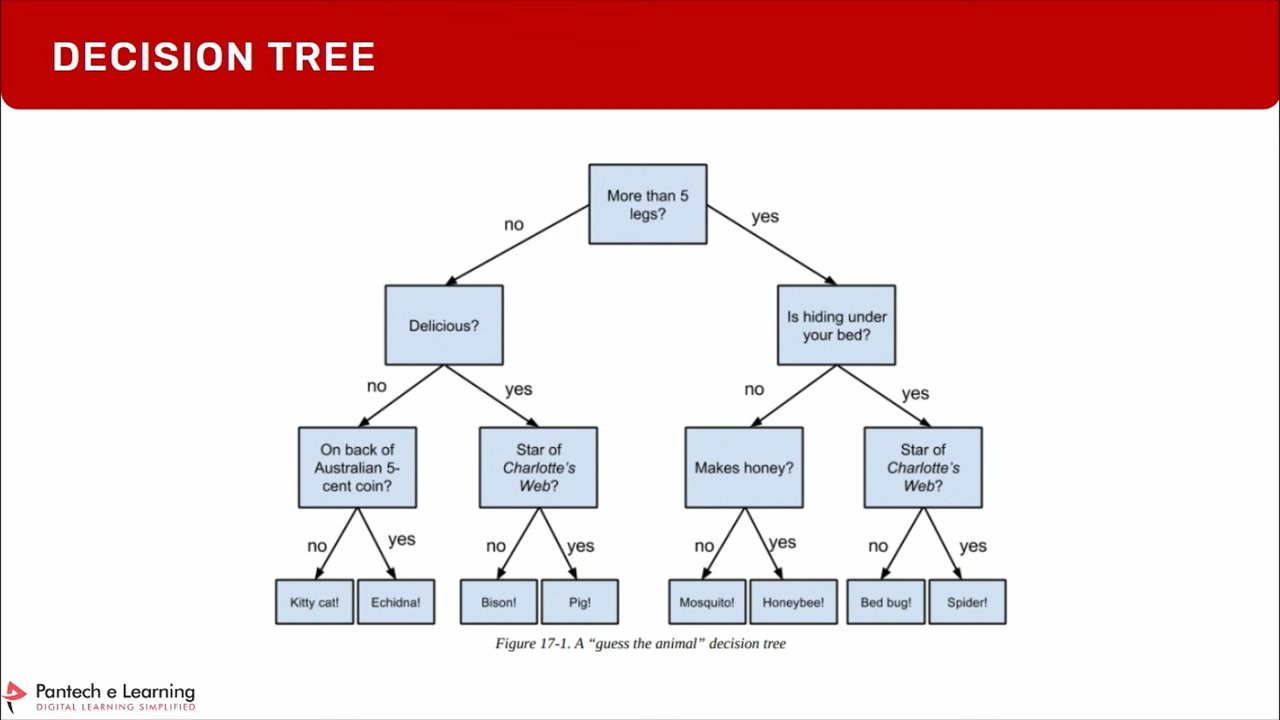 DECISION TREE
More than 5
legs?
no
yes
Delicious?
Is hiding under
your bed?
no
yes
no
yes
On back of
Australian 5-
cent coin?
Star of
Charlotte's
Web?
Makes honey?
Star of
Charlotte's
Web?
no
yes
no
yes
no
yes
no
yes
Kitty cat!
Echidna!
Bison!
Pig!
Mosquito!
Honeybee!
Bed bug!
Spider!
Figure 17-1. A “guess the animal” decision tree
Pantech e Learning
DIGITAL LEARNING SIMPLIFIED